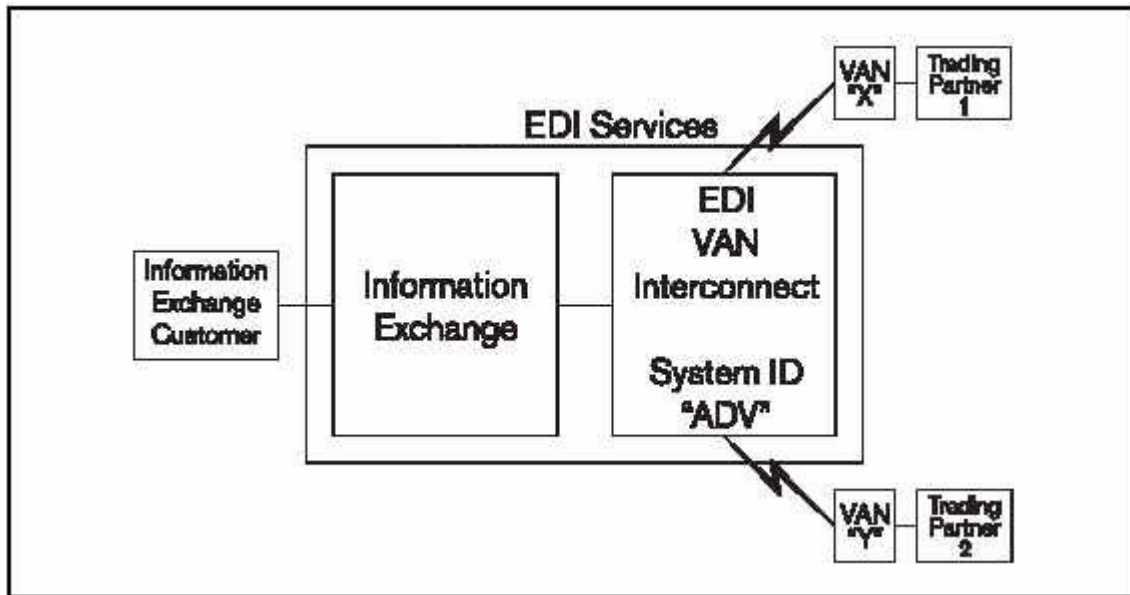 VAN
"X"
Trading
Partner
1
EDI Services
EDI
VAN
Interconnect
System ID
"ADV"
Information
Exchange
Information
Exchange
Customer
VAN
"Y"
Trading
Partner
2